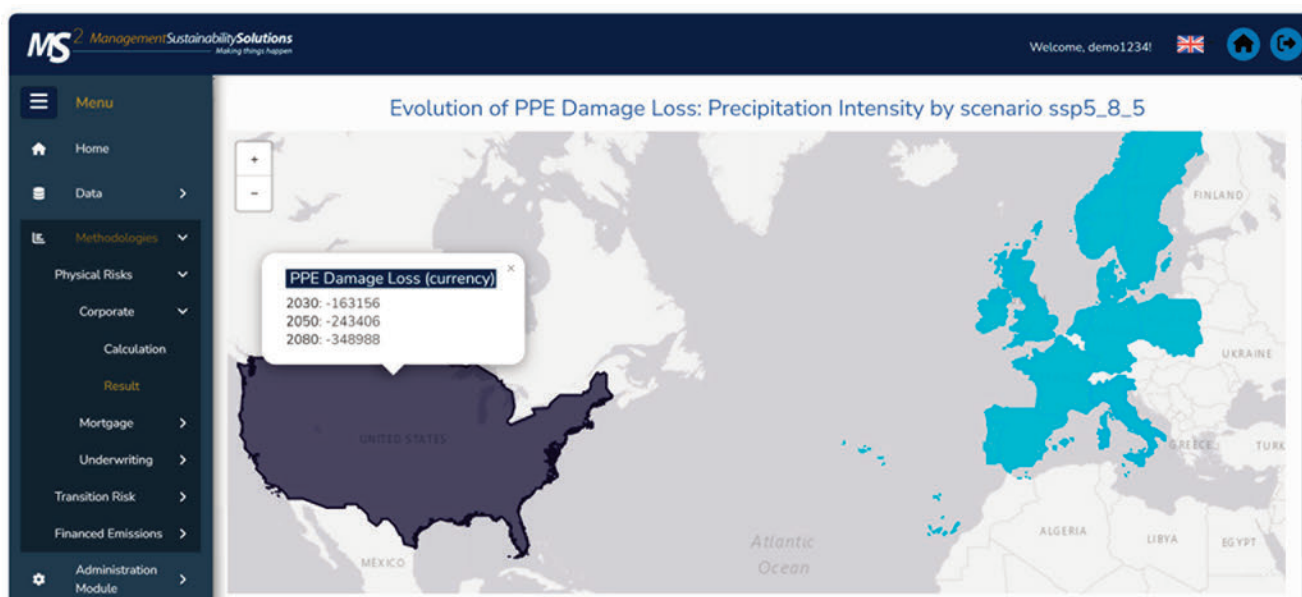 MS2 ManagementSustainabilitySolutions
Making things happen
Welcome, demo1234!
Menu
Home
Data
Methodologies
Physical Risks
Corporate
Calculation
Result
Mortgage
Underwriting
Transition Risk
Financed Emissions
Administration
Module
Evolution of PPE Damage Loss: Precipitation Intensity by scenario ssp5_8_5
+
-
PPE Damage Loss (currency)
×
2030: -163156
2050: -243406
2080: -348988
FINLAND
UKRAINE
UNITED STATES
GREECE
TURK
ALGERIA
LIBYA
EGYPT
MÉXICO
Atlantic
Ocean